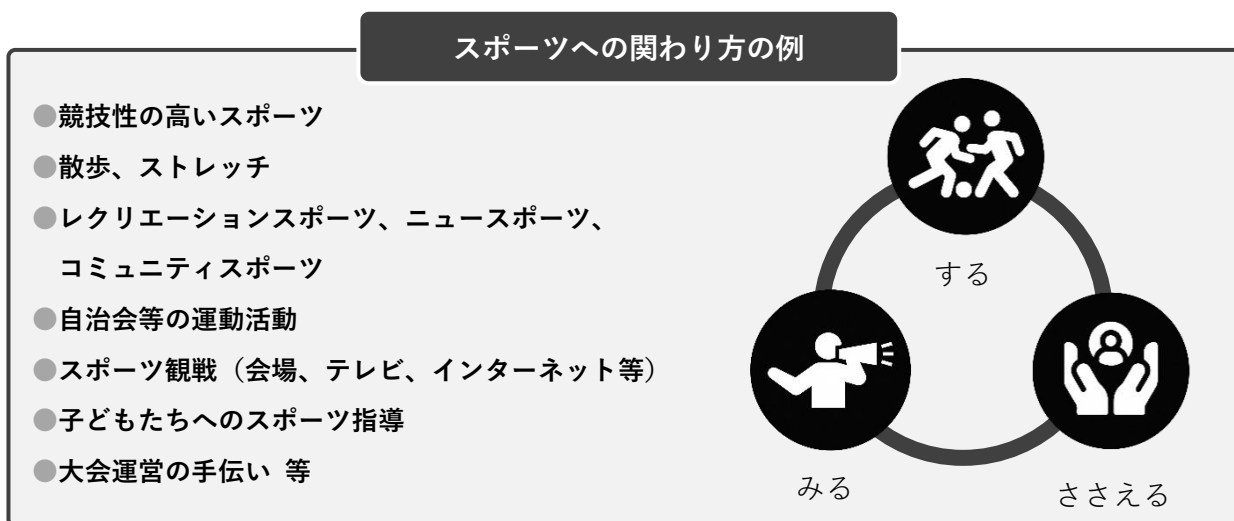 スポーツへの関わり方の例
●競技性の高いスポーツ
●散歩、ストレッチ
●レクリエーションスポーツ、ニュースポーツ、
コミュニティスポーツ
●自治会等の運動活動
●スポーツ観戦（会場、テレビ、インターネット等）
●子どもたちへのスポーツ指導
●大会運営の手伝い 等
する
みる
ささえる